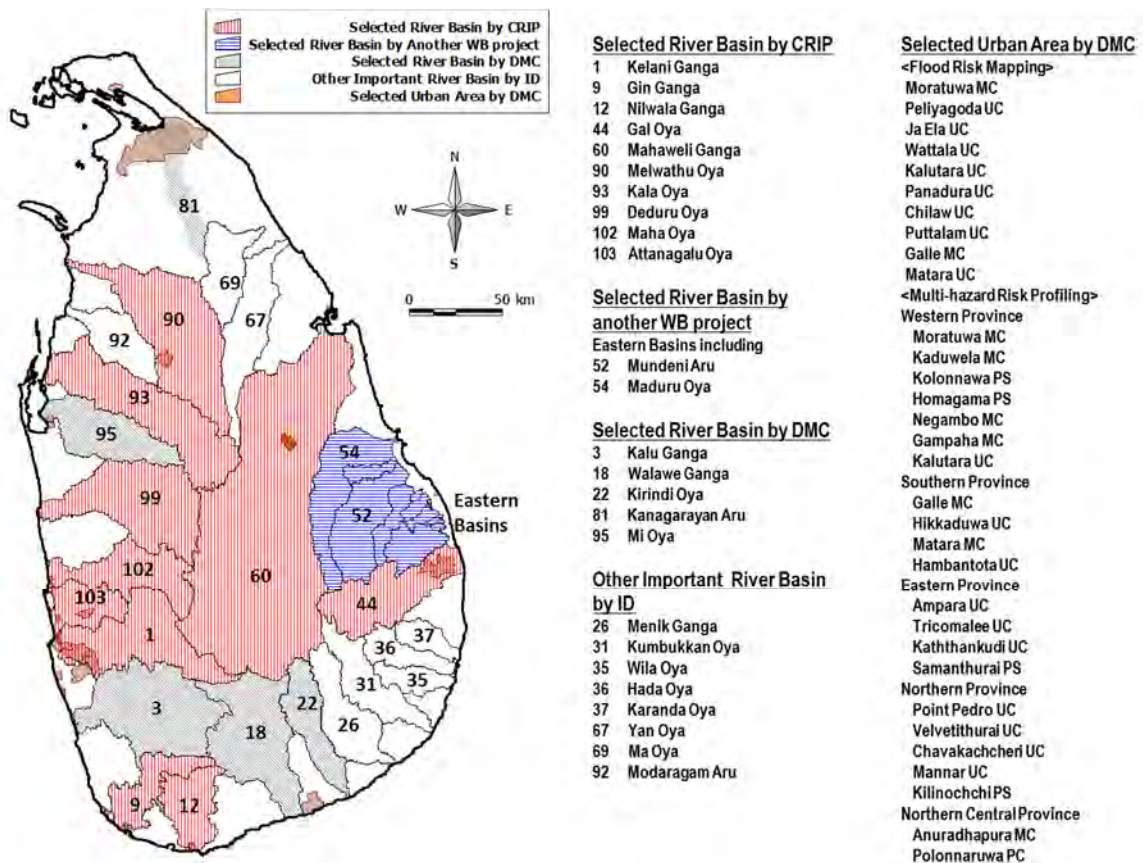 Selected River Basin by CRIP
Selected River Basin by Another WB project
Selected River Basin by DMC
Other Important River Basin by ID
Selected Urban Area by DMC
N
W
E
S
0
50 km
81
69
67
90
92
93
95
54
52
Eastern
Basins
99
60
102
103
44
1
37
36
35
31
22
26
3
18
9
12
Selected River Basin by CRIP
1 Kelani Ganga
9 Gin Ganga
12 Nilwala Ganga
44 Gal Oya
60 Mahaweli Ganga
90 Melwathu Oya
93 Kala Oya
99 Deduru Oya
102 Maha Oya
103 Attanagalu Oya
Selected River Basin by
another WB project
Eastern Basins including
52 Mundeni Aru
54 Maduru Oya
Selected River Basin by DMC
3 Kalu Ganga
18 Walawe Ganga
22 Kirindi Oya
81 Kanagarayan Aru
95 Mi Oya
Other Important River Basin
by ID
26 Menik Ganga
31 Kumbukkan Oya
35 Wila Oya
36 Hada Oya
37 Karanda Oya
67 Yan Oya
69 Ma Oya
92 Modaragam Aru
Selected Urban Area by DMC
<Flood Risk Mapping>
Moratuwa MC
Peliyagoda UC
Ja Ela UC
Wattala UC
Kalutara UC
Panadura UC
Chilaw UC
Puttalam UC
Galle MC
Matara UC
<Multi-hazard Risk Profiling>
Western Province
Moratuwa MC
Kaduwela MC
Kolonnawa PS
Homagama PS
Negambo MC
Gampaha MC
Kalutara UC
Southern Province
Galle MC
Hikkaduwa UC
Matara MC
Hambantota UC
Eastern Province
Ampara UC
Tricomalee UC
Kaththankudi UC
Samanthurai PS
Northern Province
Point Pedro UC
Velvetithurai UC
Chavakachcheri UC
Mannar UC
Kilinochchi PS
Northern Central Province
Anuradhapura MC
Polonnaruwa PC